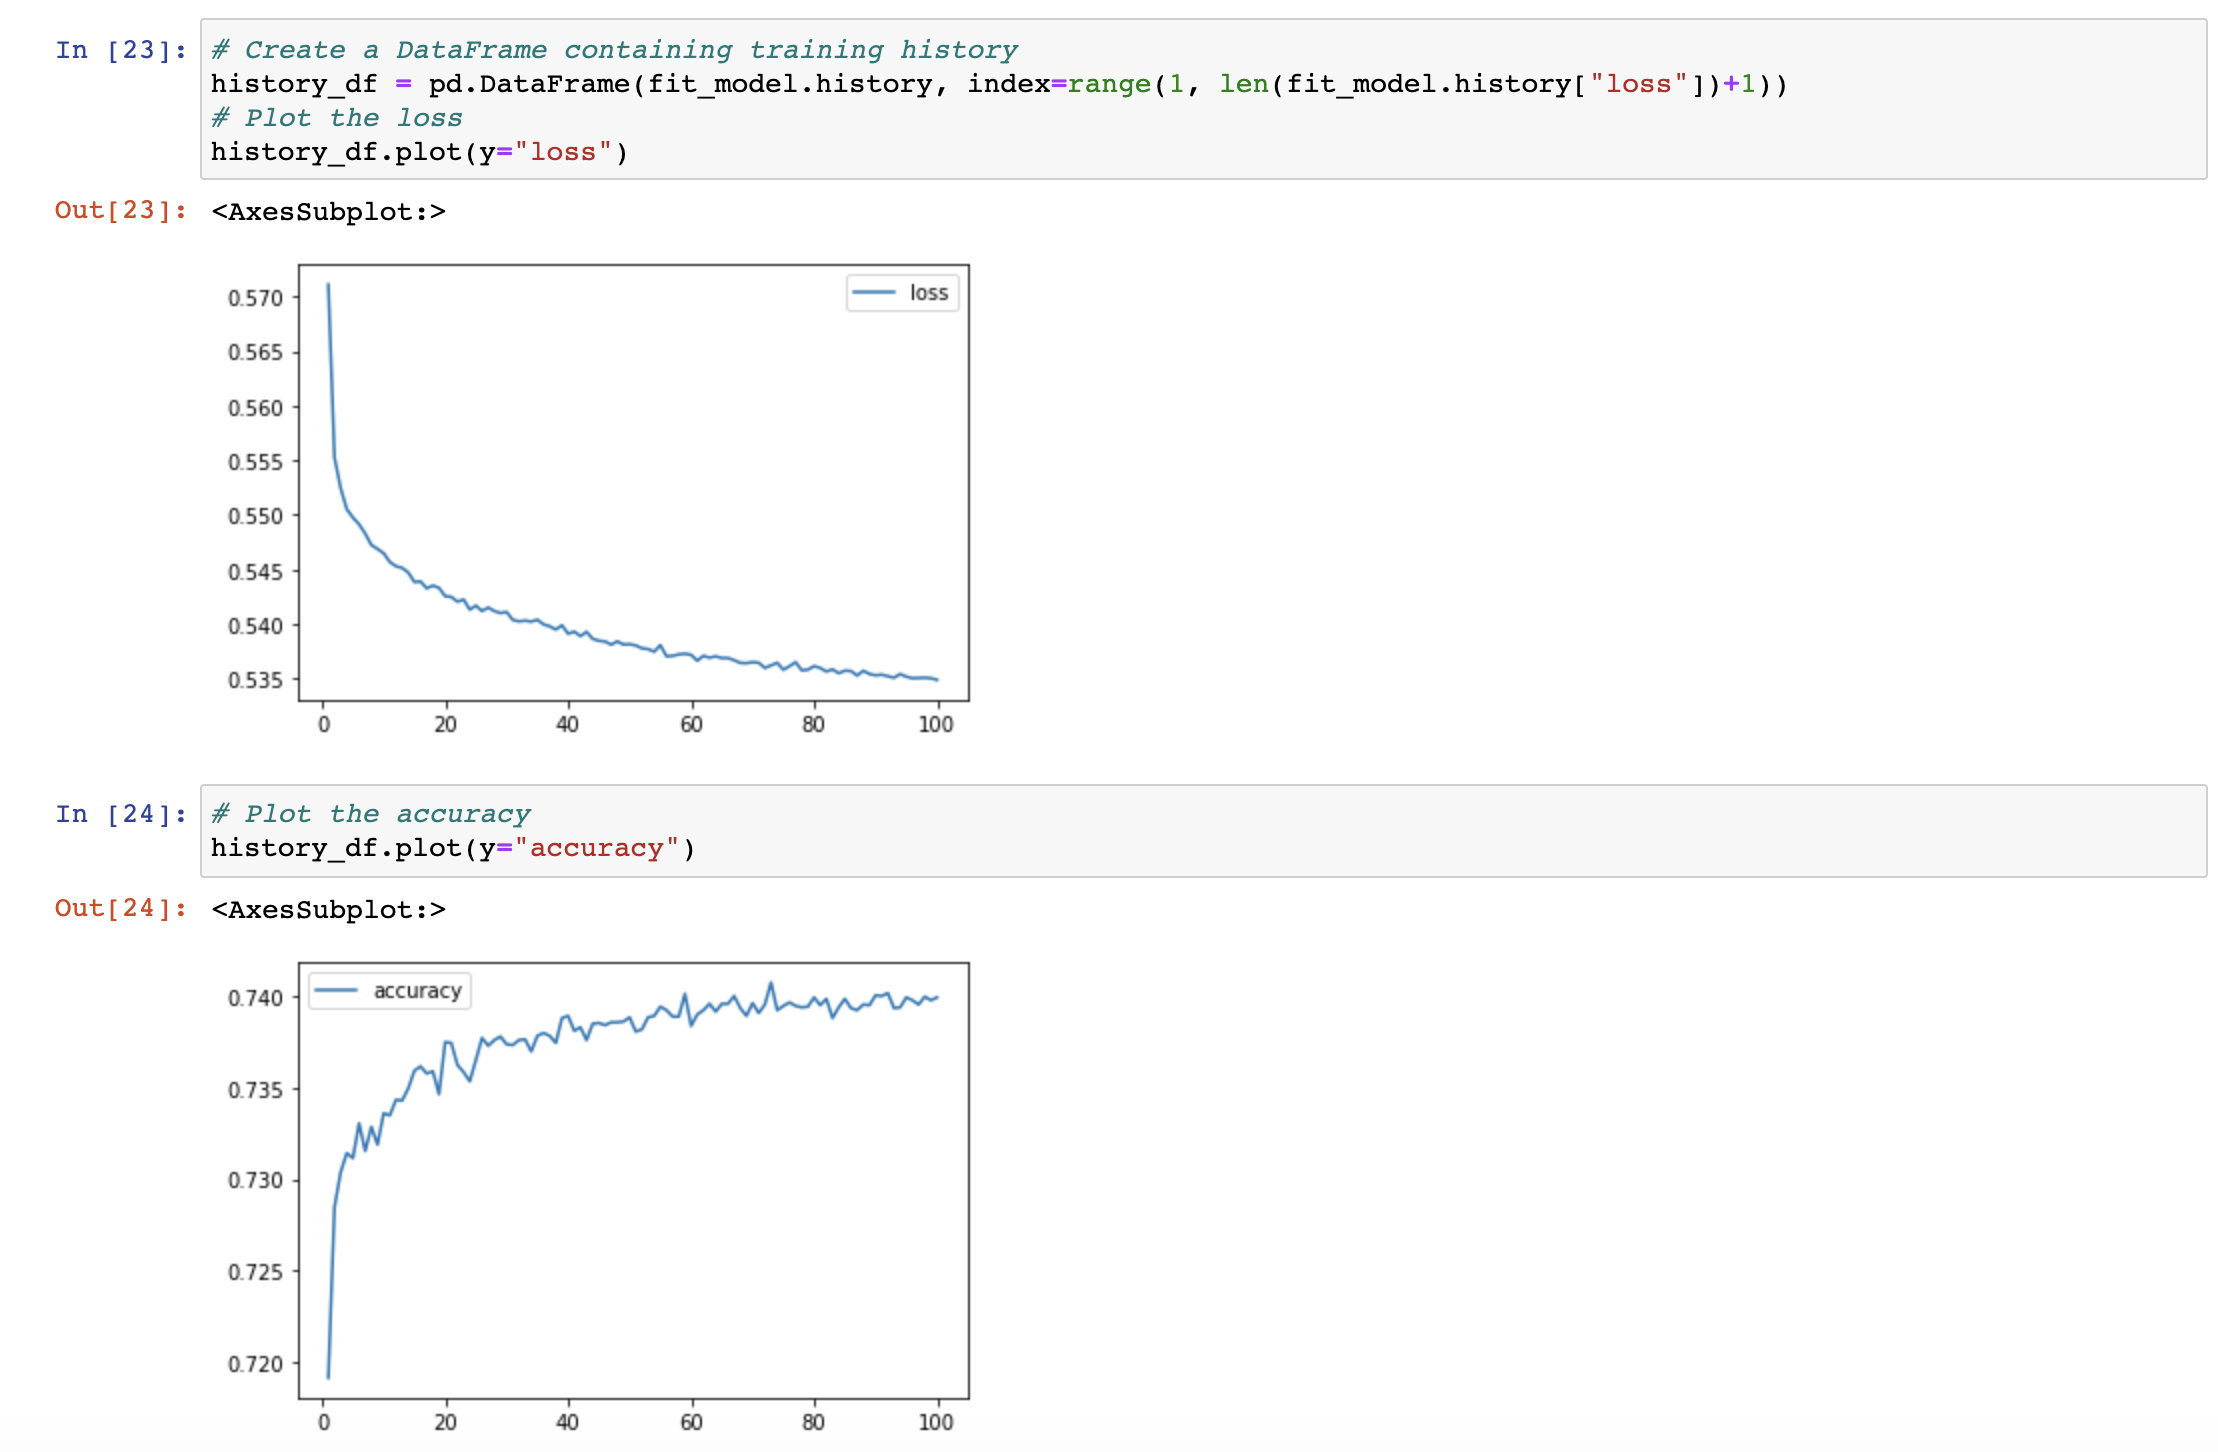 In [23]: # Create a DataFrame containing training history
history_df = pd.DataFrame(fit_model.history, index=range(1, len(fit_model.history["loss"])+1))
# Plot the loss
history_df.plot(y="loss")
Out[23]: <AxesSubplot:>
loss
0.570
0.565
0.560
0.555
0.550
0.545
0.540
0.535
0 20 40 60 80 100
In [24]: # Plot the accuracy
history_df.plot(y="accuracy")
Out[24]: <AxesSubplot:>
accuracy
0.740
0.735
0.730
0.725
0.720
0 20 40 60 80 100